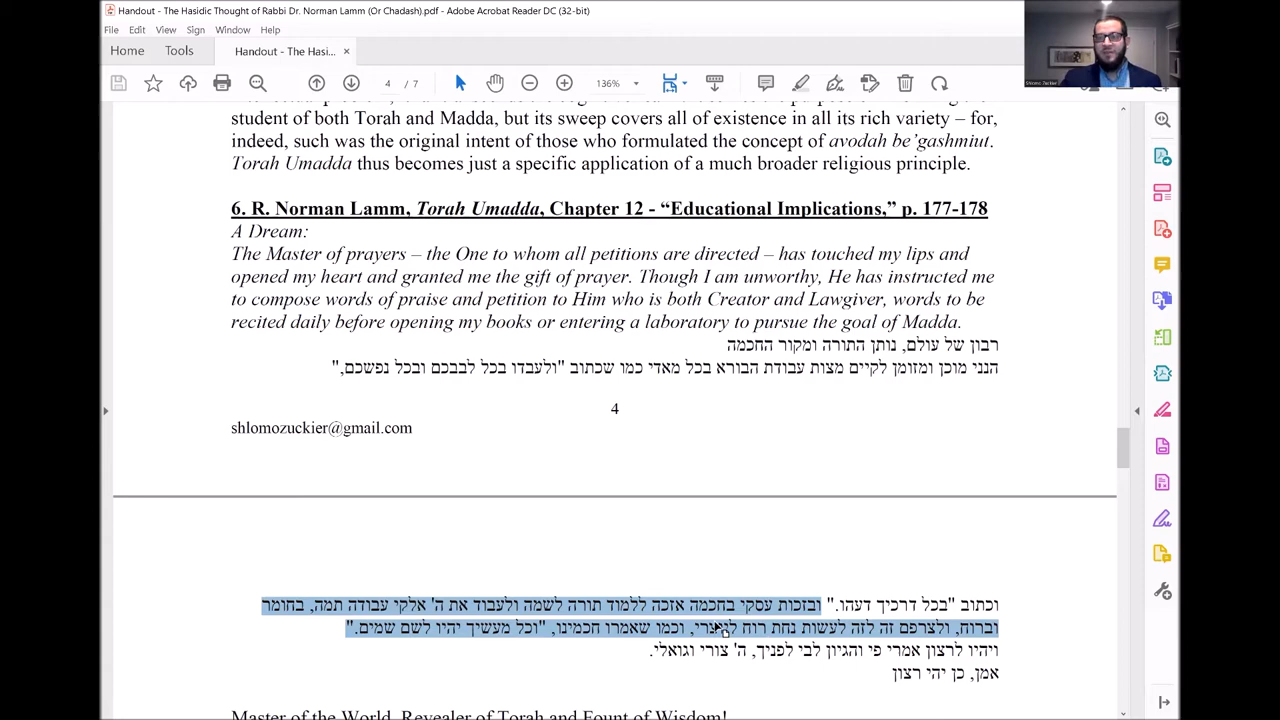 Handout - The Hasidic Thought of Rabbi Dr. Norman Lamm (Or Chadash).pdf - Adobe Acrobat Reader DC (32-bit)
File Edit View Sign Window Help
Home Tools Handout - The Hasi... ×
4 / 7 136%
student of both Torah and Madda, but its sweep covers all of existence in all its rich variety – for,
indeed, such was the original intent of those who formulated the concept of avodah be'gashmiut.
Torah Umadda thus becomes just a specific application of a much broader religious principle.
6. R. Norman Lamm, Torah Umadda, Chapter 12 - “Educational Implications,” p. 177-178
A Dream:
The Master of prayers – the One to whom all petitions are directed – has touched my lips and
opened my heart and granted me the gift of prayer. Though I am unworthy, He has instructed me
to compose words of praise and petition to Him who is both Creator and Lawgiver, words to be
recited daily before opening my books or entering a laboratory to pursue the goal of Madda.
רבון של עולם, נותן התורה ומקור החכמה
הנני מוכן ומזומן לקיים מצות עבודת הבורא בכל מאדי כמו שכתוב "ולעבדו בכל לבבכם ובכל נפשכם,"
4
shlomozuckier@gmail.com
וכתוב "בכל דרכיך דעהו." ובזכות עסקי בחכמה אזכה ללמוד תורה לשמה ולעבוד את ה' אלקי עבודה תמה, בחומר
וברוח, ולצרפם זה לזה לעשות נחת רוח ליוצרי, וכמו שאמרו חכמינו, "וכל מעשיך יהיו לשם שמים."
ויהיו לרצון אמרי פי והגיון לבי לפניך, ה' צורי וגואלי.
אמן, כן יהי רצון
Master of the World, Revealer of Torah and Fount of Wisdom!